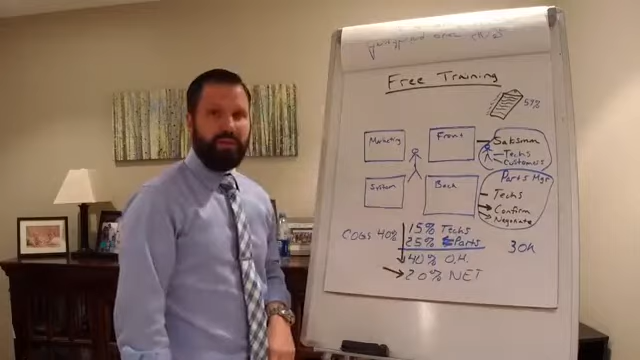 Free Training
57%
Marketing
Front
Salesman
Techs
Customers
System
Back
Parts Mgr
Techs
Confirm
Negotiate
COGS 40%
15% Techs
25% Parts
40% O.H.
20% NET
30k